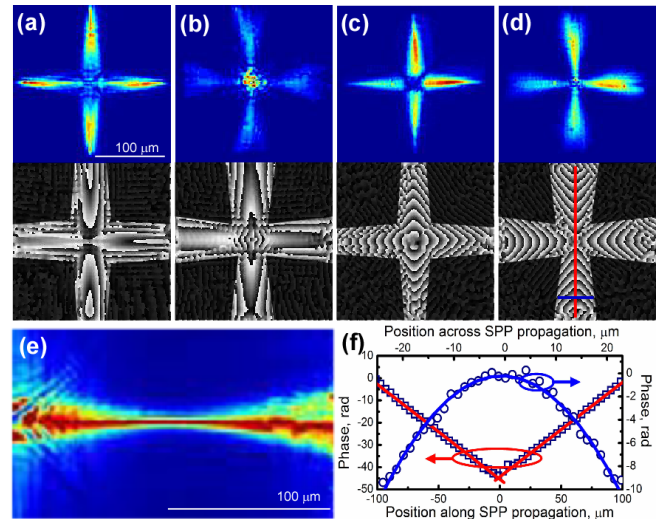 (a) (b) (c) (d)
100 μm
(e)
100 μm
(f)
Position across SPP propagation, μm
-20 -10 0 10 20
10
0
-10
-20
-30
-40
-50
Phase, rad
0
-2
-4
-6
-8
-10
Phase, rad
-100 -50 0 50 100
Position along SPP propagation, μm